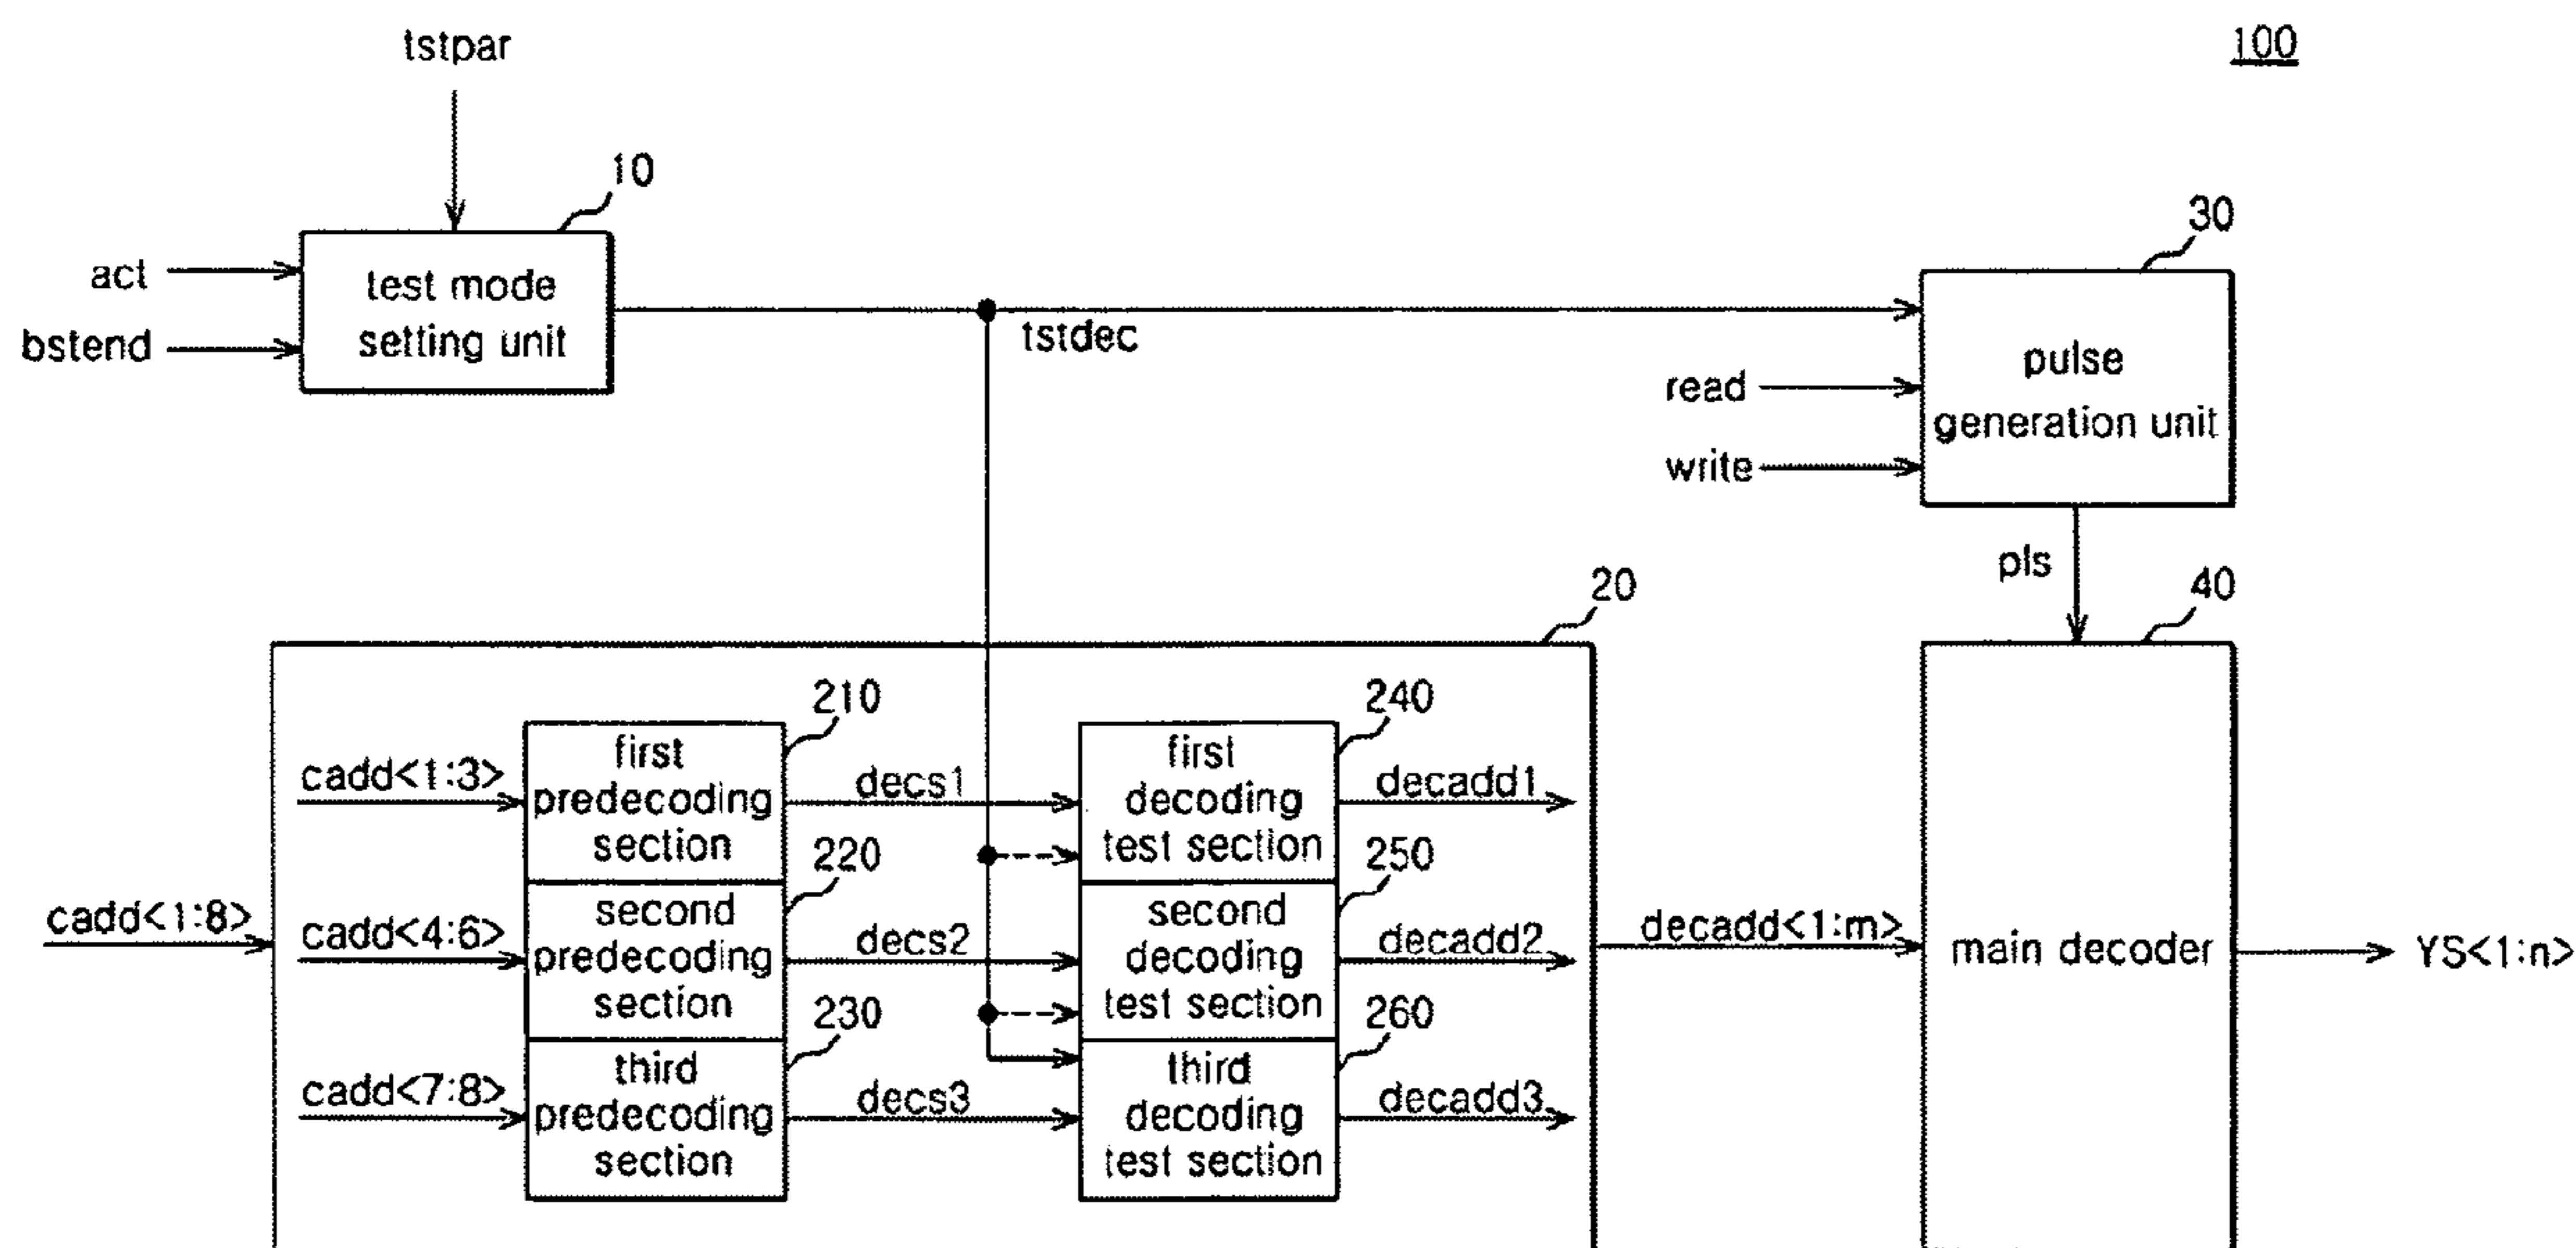 tstpar
100
10
act
bstend
test mode
setting unit
tstdec
30
read
write
pulse
generation unit
pls
20
40
cadd<1:8>
cadd<1:3>
210
first
predecoding
section
decs1
240
first
decoding
test section
decadd1
cadd<4:6>
220
second
predecoding
section
decs2
250
second
decoding
test section
decadd2
cadd<7:8>
230
third
predecoding
section
decs3
260
third
decoding
test section
decadd3
decadd<1:m>
main decoder
YS<1:n>